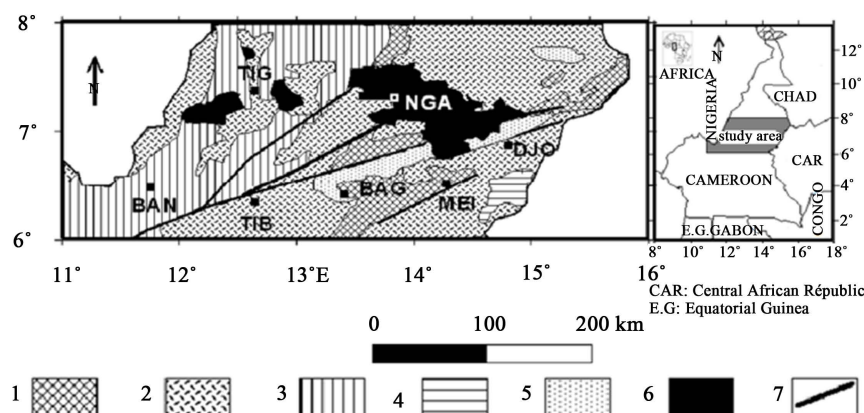 8°
7°
6°
N
TIG
NGA
DJO
BAG
MEI
BAN
TIB
11° 12° 13°E 14° 15° 16°
N
AFRICA
NIGERIA
CHAD
study area
CAR
CAMEROON
CONGO
E.G. GABON
12°
10°
8°
6°
4°
2°
8° 10° 12° 14° 16° 18°
CAR: Central African Républic
E.G: Equatorial Guinea
0 100 200 km
1 2 3 4 5 6 7